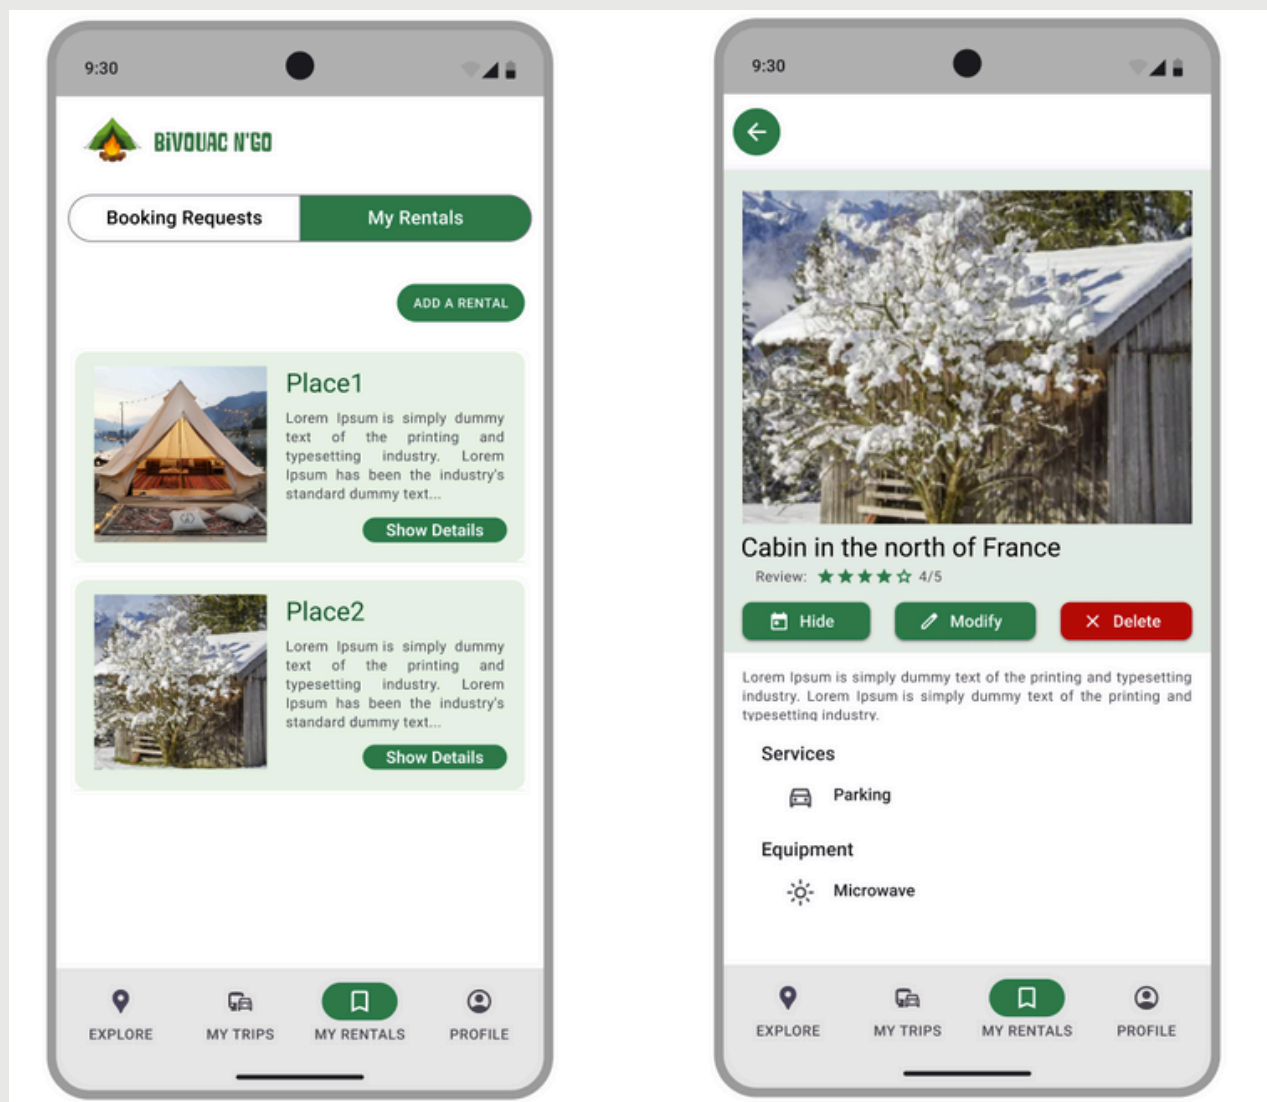 9:30
BiVOUAC N'GO
Booking Requests
My Rentals
ADD A RENTAL
Place1
Lorem Ipsum is simply dummy
text of the printing and
typesetting industry. Lorem
Ipsum has been the industry's
standard dummy text...
Show Details
Place2
Lorem Ipsum is simply dummy
text of the printing and
typesetting industry. Lorem
Ipsum has been the industry's
standard dummy text...
Show Details
EXPLORE
MY TRIPS
MY RENTALS
PROFILE
9:30
Cabin in the north of France
Review: 4/5
Hide
Modify
Delete
Lorem Ipsum is simply dummy text of the printing and typesetting
industry. Lorem Ipsum is simply dummy text of the printing and
typesetting industry.
Services
Parking
Equipment
Microwave
EXPLORE
MY TRIPS
MY RENTALS
PROFILE